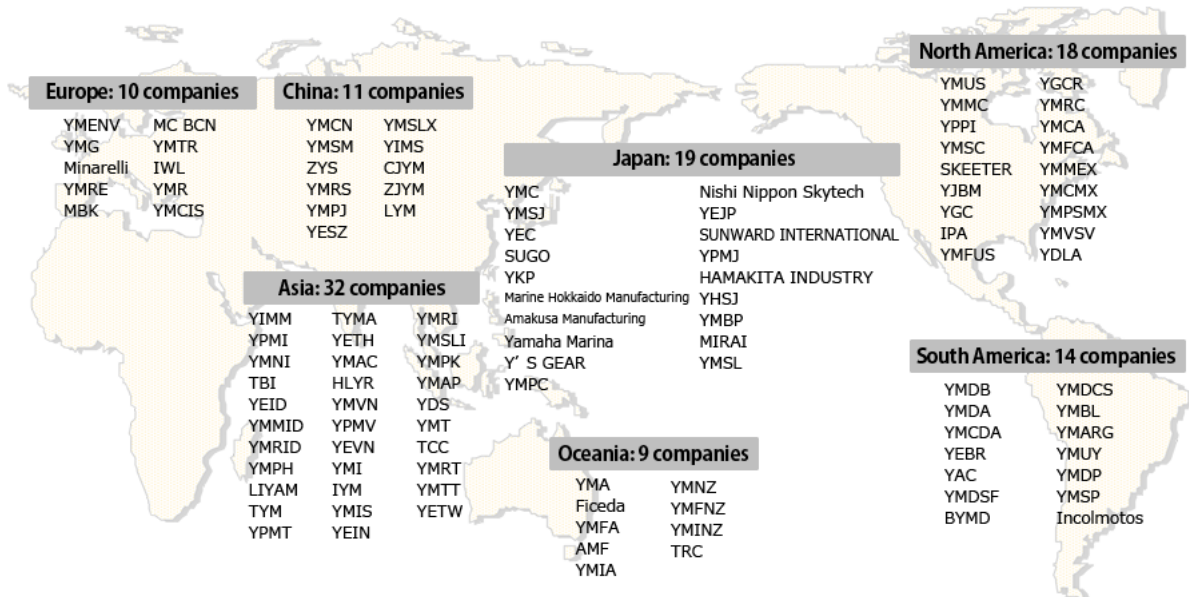 Europe: 10 companies
YMENV MC BCN
YMG YMTR
Minarelli IWL
YMRE YMR
MBK YMCIS
China: 11 companies
YMCN YMSLX
YMSM YIMS
ZYS CJYM
YMRS ZJYM
YMPJ LYM
YESZ
Japan: 19 companies
YMC Nishi Nippon Skytech
YMSJ YEJP
YEC SUNWARD INTERNATIONAL
SUGO YPMJ
YKP HAMAKITA INDUSTRY
Marine Hokkaido Manufacturing YHSJ
Amakusa Manufacturing YMBP
Yamaha Marina MIRAI
Y’S GEAR YMSL
YMPC
North America: 18 companies
YMUS YGCR
YMMC YMRC
YPPI YMCA
YMSC YMFCA
SKEETER YMMEX
YJBM YMCMX
YGC YMPSMX
IPA YMVSV
YMFUS YDLA
Asia: 32 companies
YIMM TYMA YMRI
YPMI YETH YMSLI
YMNI YMAC YMPK
TBI HLYR YMAP
YEID YMVN YDS
YMMID YPMV YMT
YMRID YEVN TCC
YMPH YMI YMRT
LIYAM IYM YMTT
TYM YMIS YETW
YPMT YEIN
Oceania: 9 companies
YMA YMNZ
Ficeda YMFNZ
YMFA YMINZ
AMF TRC
YMIA
South America: 14 companies
YMDB YMDCS
YMDA YMBL
YMCDA YMARG
YEBR YMUY
YAC YMDP
YMDSF YMSP
BYMD Incolmotos